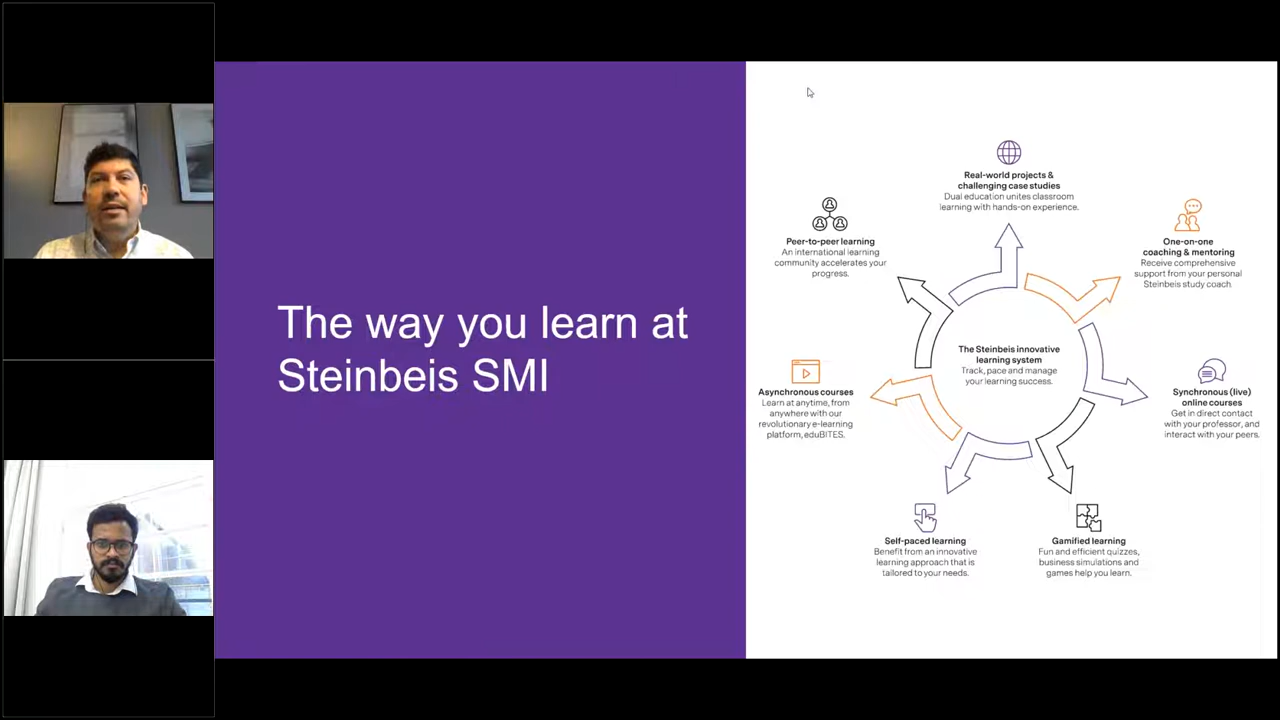 The way you learn at
Steinbeis SMI
Real-world projects &
challenging case studies
Dual education unites classroom
learning with hands-on experience.
One-on-one
coaching & mentoring
Receive comprehensive
support from your personal
Steinbeis study coach.
Synchronous (live)
online courses
Get in direct contact
with your professor, and
interact with your peers.
Gamified learning
Fun and efficient quizzes,
business simulations and
games help you learn.
Self-paced learning
Benefit from an innovative
learning approach that is
tailored to your needs.
Asynchronous courses
Learn at anytime, from
anywhere with our
revolutionary e-learning
platform, eduBITES.
Peer-to-peer learning
An international learning
community accelerates your
progress.
The Steinbeis innovative
learning system
Track, pace and manage
your learning success.